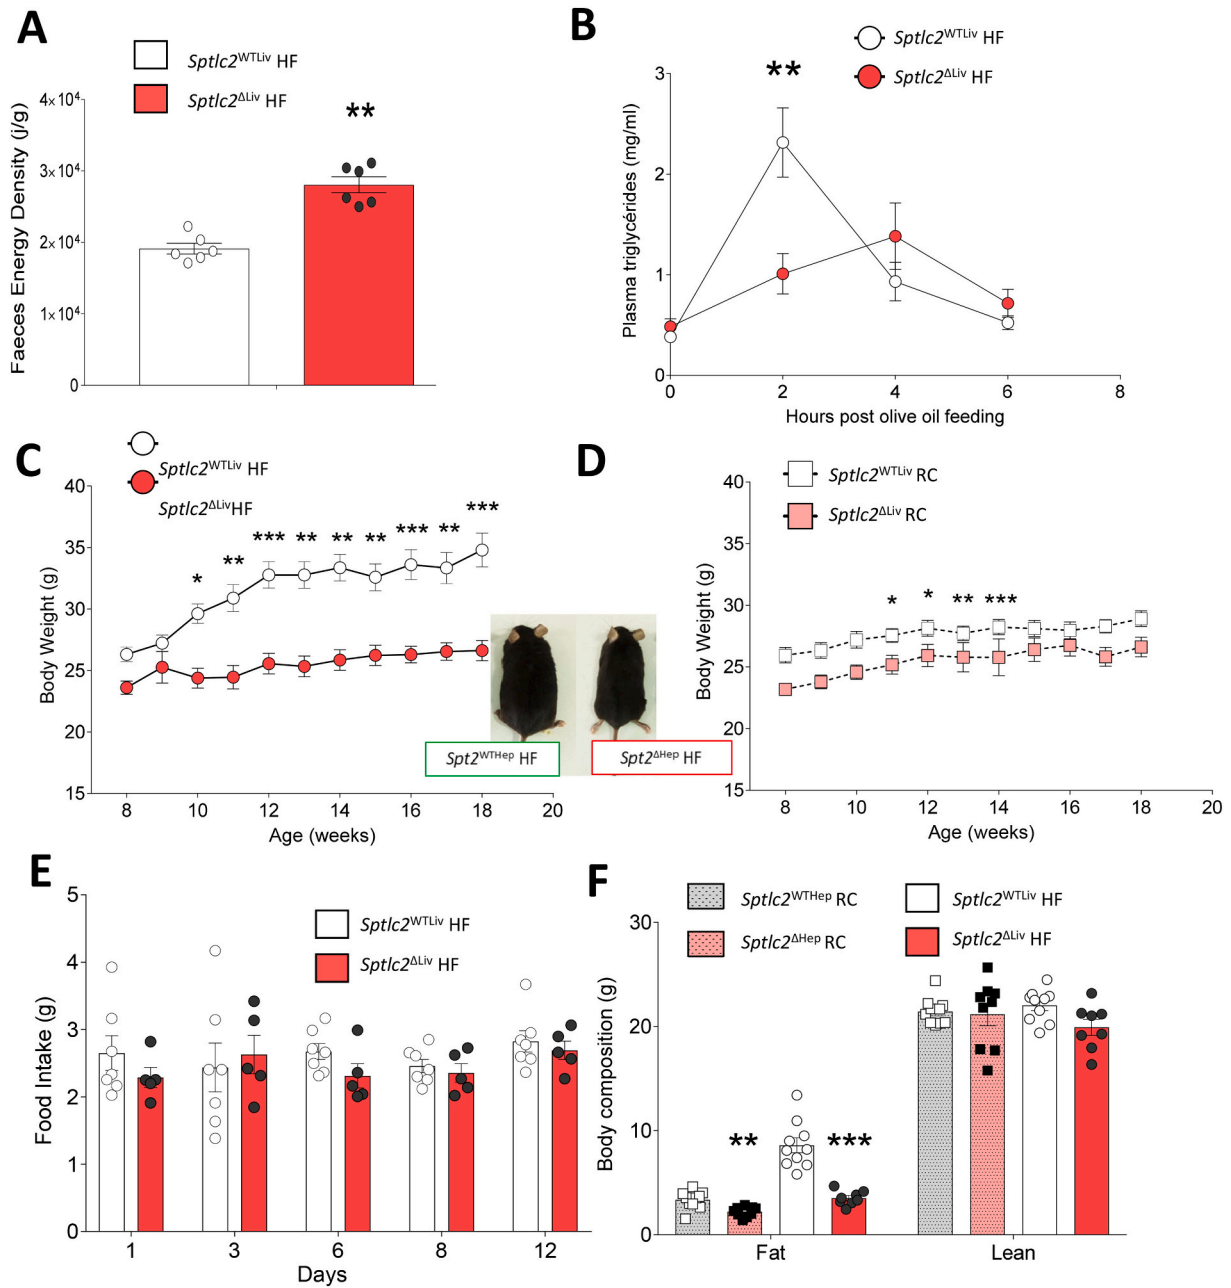 A
Sptlc2WTLiv HF
Sptlc2ΔLiv HF
**
Faeces Energy Density (j/g)
4×10⁴
3×10⁴
2×10⁴
1×10⁴
0
B
Sptlc2WTLiv HF
Sptlc2ΔLiv HF
**
Plasma triglycérides (mg/ml)
3
2
1
0
0 2 4 6 8
Hours post olive oil feeding
C
Sptlc2WTLiv HF
Sptlc2ΔLivHF
* ** *** ** ** ** *** ** ***
Body Weight (g)
40
35
30
25
20
15
8 10 12 14 16 18 20
Age (weeks)
Spt2WTHep HF
Spt2ΔHep HF
D
Sptlc2WTLiv RC
Sptlc2ΔLiv RC
* * ** ***
Body Weight (g)
40
35
30
25
20
15
8 10 12 14 16 18 20
Age (weeks)
E
Sptlc2WTLiv HF
Sptlc2ΔLiv HF
Food Intake (g)
5
4
3
2
1
0
1 3 6 8 12
Days
F
Sptlc2WTHep RC
Sptlc2WTLiv HF
Sptlc2ΔHep RC
Sptlc2ΔLiv HF
Body composition (g)
30
20
10
0
** ***
Fat Lean